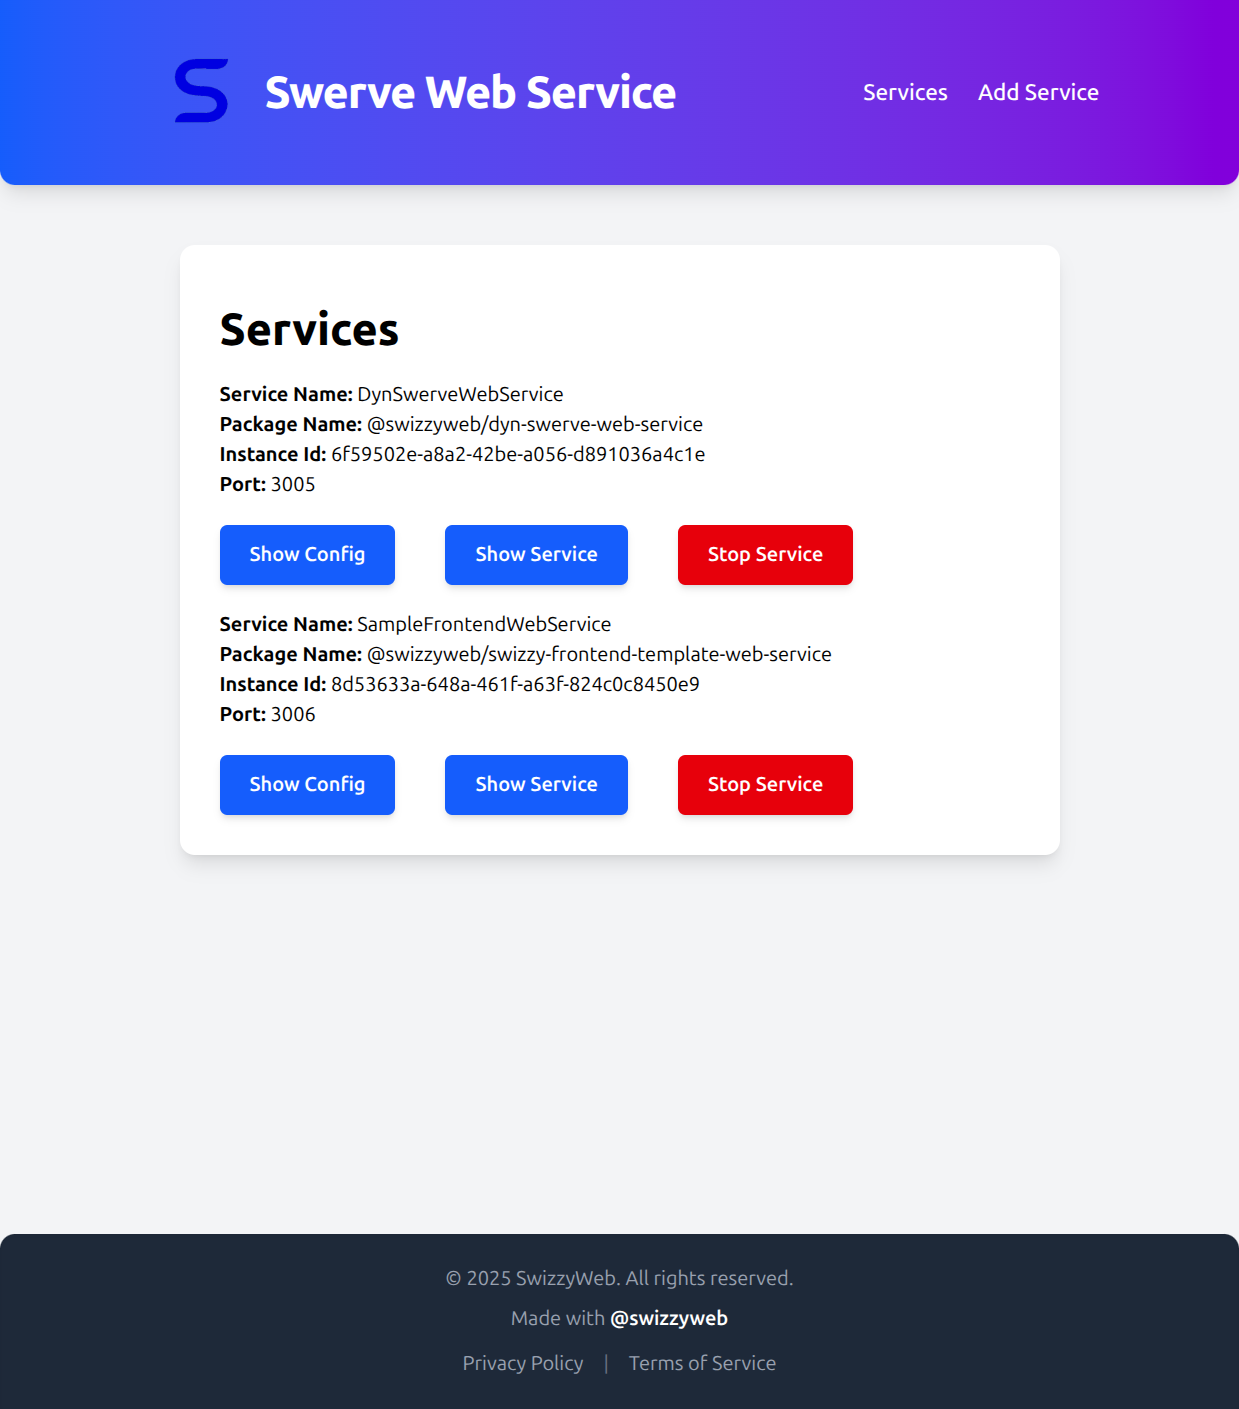 S
Swerve Web Service
Services
Add Service
Services
Service Name: DynSwerveWebService
Package Name: @swizzyweb/dyn-swerve-web-service
Instance Id: 6f59502e-a8a2-42be-a056-d891036a4c1e
Port: 3005
Show Config
Show Service
Stop Service
Service Name: SampleFrontendWebService
Package Name: @swizzyweb/swizzy-frontend-template-web-service
Instance Id: 8d53633a-648a-461f-a63f-824c0c8450e9
Port: 3006
Show Config
Show Service
Stop Service
© 2025 SwizzyWeb. All rights reserved.
Made with @swizzyweb
Privacy Policy | Terms of Service